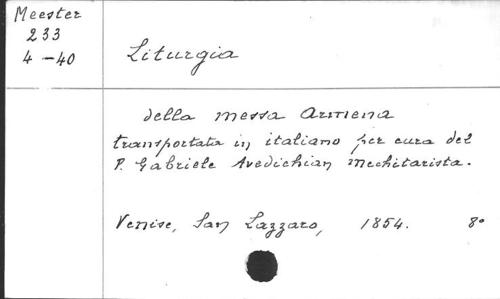 Meester
233
4-40
Liturgia
della messa Armena
transportata in italiano per cura del
P. Gabriele Avedichian mechitarista.
Venise, San Lazzaro, 1854. 8°